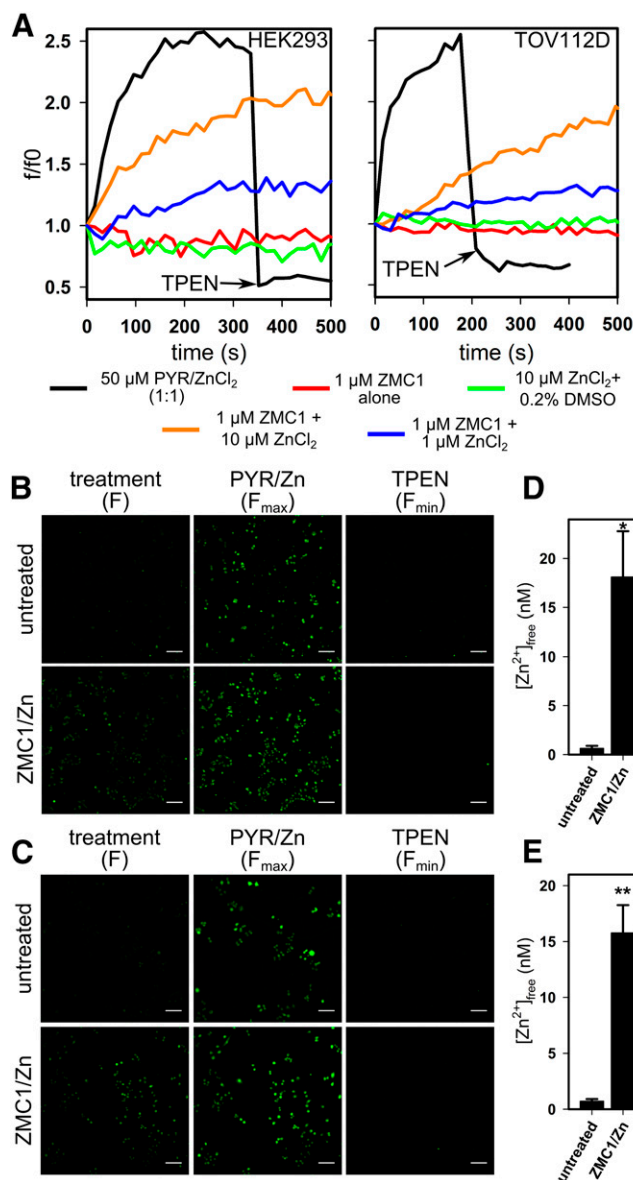 A
HEK293
TOV112D
2.5
2.0
1.5
1.0
0.5
f/f0
TPEN
TPEN
0 100 200 300 400 500
0 100 200 300 400 500
time (s)
time (s)
50 µM PYR/ZnCl₂
(1:1)
1 µM ZMC1
alone
10 µM ZnCl₂+
0.2% DMSO
1 µM ZMC1 +
10 µM ZnCl₂
1 µM ZMC1 +
1 µM ZnCl₂
B
treatment
(F)
PYR/Zn
(Fmax)
TPEN
(Fmin)
untreated
ZMC1/Zn
D
20
15
10
5
0
[Zn²⁺]free (nM)
*
untreated
ZMC1/Zn
C
treatment
(F)
PYR/Zn
(Fmax)
TPEN
(Fmin)
untreated
ZMC1/Zn
E
20
15
10
5
0
[Zn²⁺]free (nM)
**
untreated
ZMC1/Zn